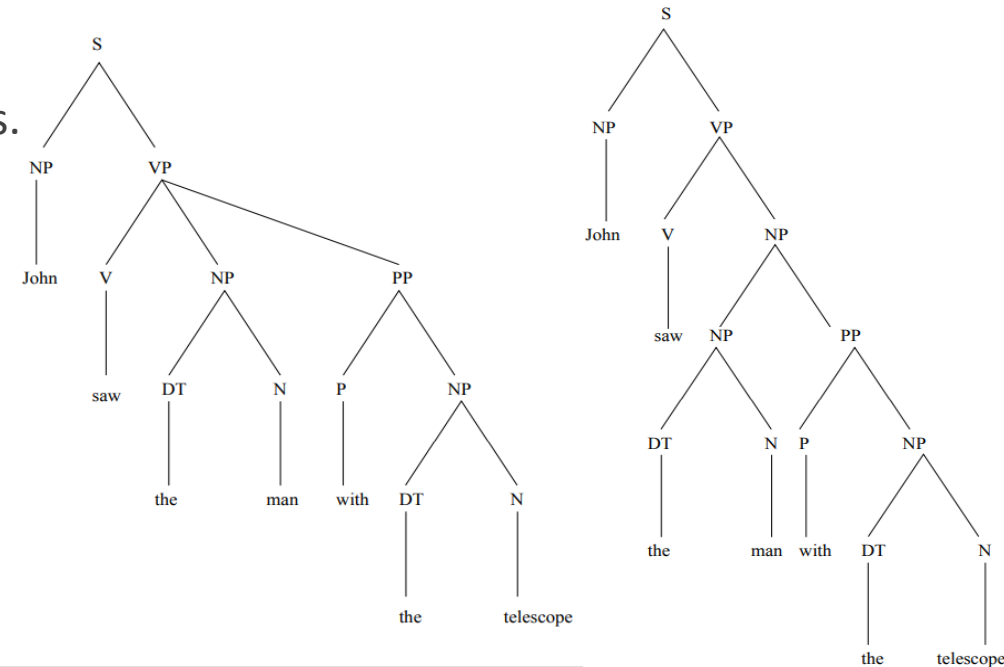 s.
S
NP VP
John V NP PP
saw DT N P NP
the man with DT N
the telescope
S
NP VP
John V NP
saw NP PP
DT N P NP
the man with DT N
the telescope